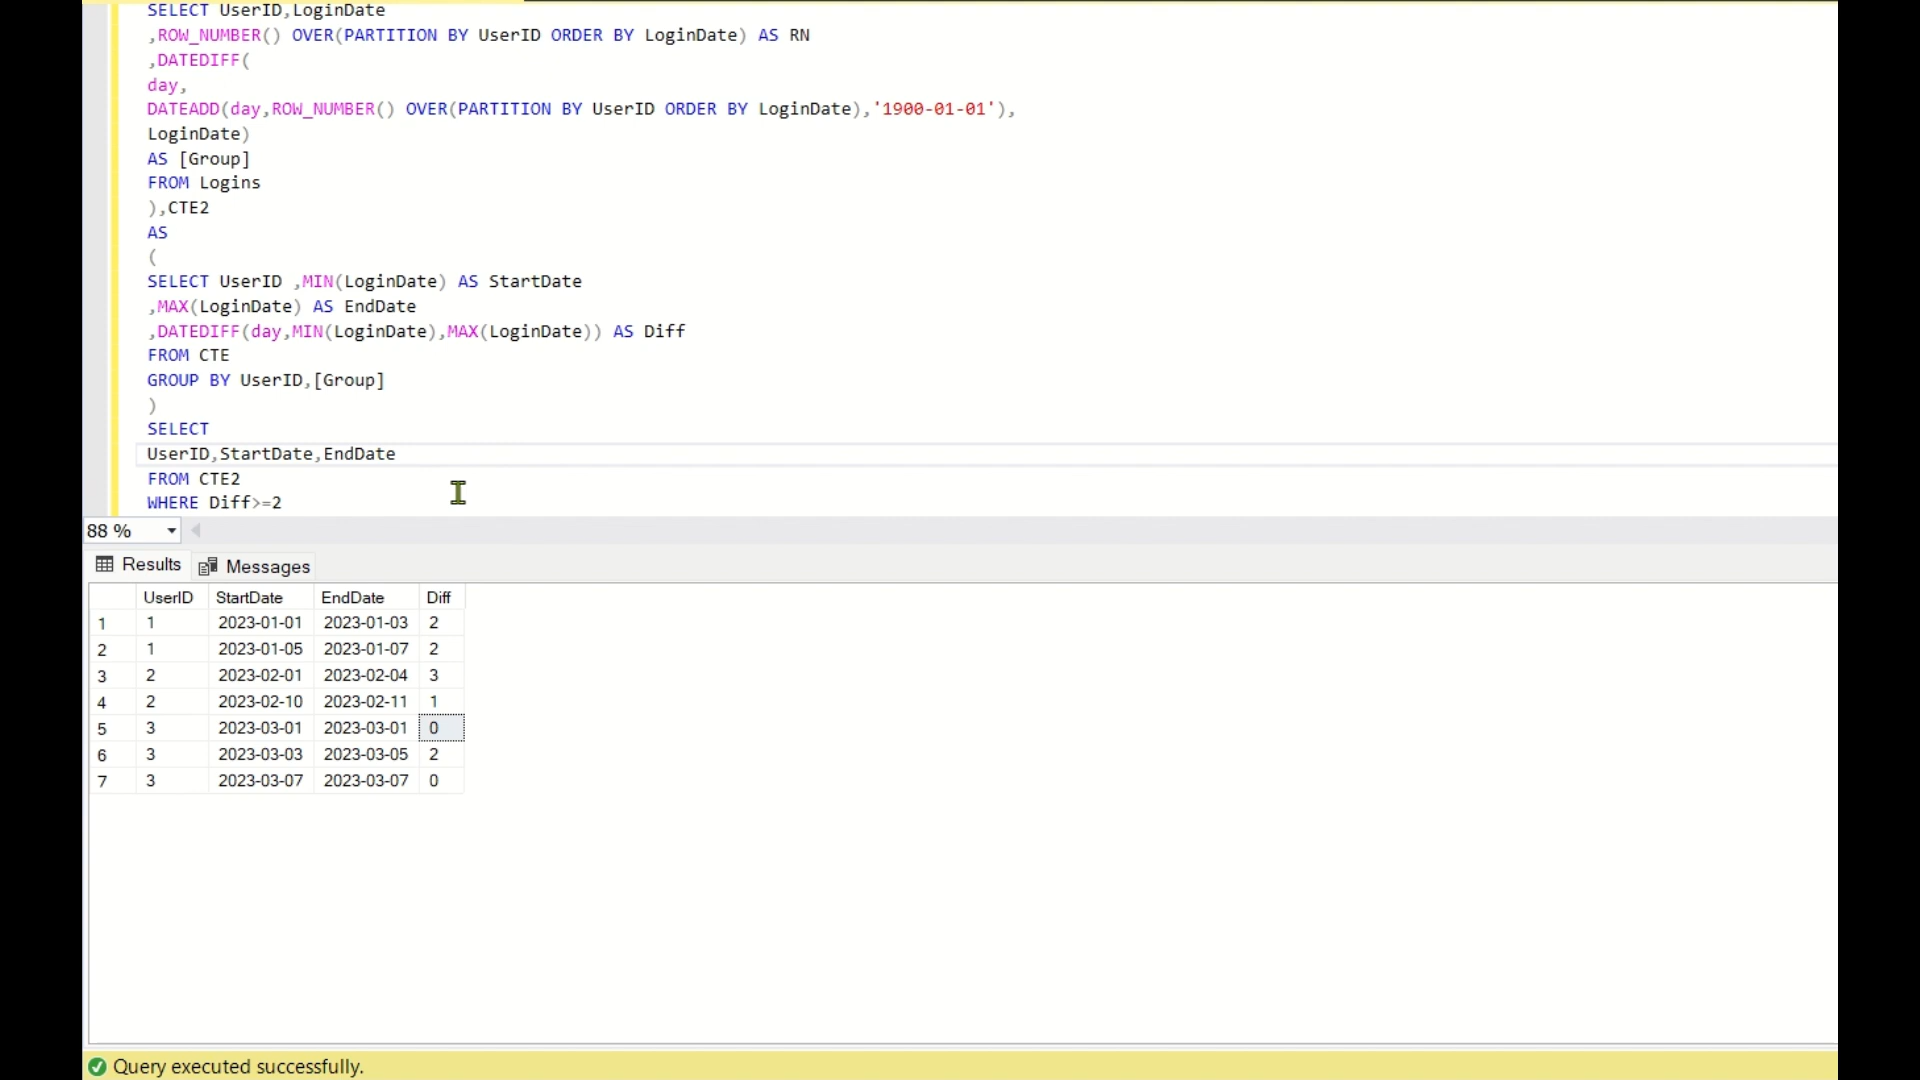 SELECT UserID,LoginDate
,ROW_NUMBER() OVER(PARTITION BY UserID ORDER BY LoginDate) AS RN
,DATEDIFF(
day,
DATEADD(day,ROW_NUMBER() OVER(PARTITION BY UserID ORDER BY LoginDate),'1900-01-01'),
LoginDate)
AS [Group]
FROM Logins
),CTE2
AS
(
SELECT UserID ,MIN(LoginDate) AS StartDate
,MAX(LoginDate) AS EndDate
,DATEDIFF(day,MIN(LoginDate),MAX(LoginDate)) AS Diff
FROM CTE
GROUP BY UserID,[Group]
)
SELECT
UserID,StartDate,EndDate
FROM CTE2
WHERE Diff>=2
88 %
Results Messages
UserID StartDate EndDate Diff
1 1 2023-01-01 2023-01-03 2
2 1 2023-01-05 2023-01-07 2
3 2 2023-02-01 2023-02-04 3
4 2 2023-02-10 2023-02-11 1
5 3 2023-03-01 2023-03-01 0
6 3 2023-03-03 2023-03-05 2
7 3 2023-03-07 2023-03-07 0
Query executed successfully.